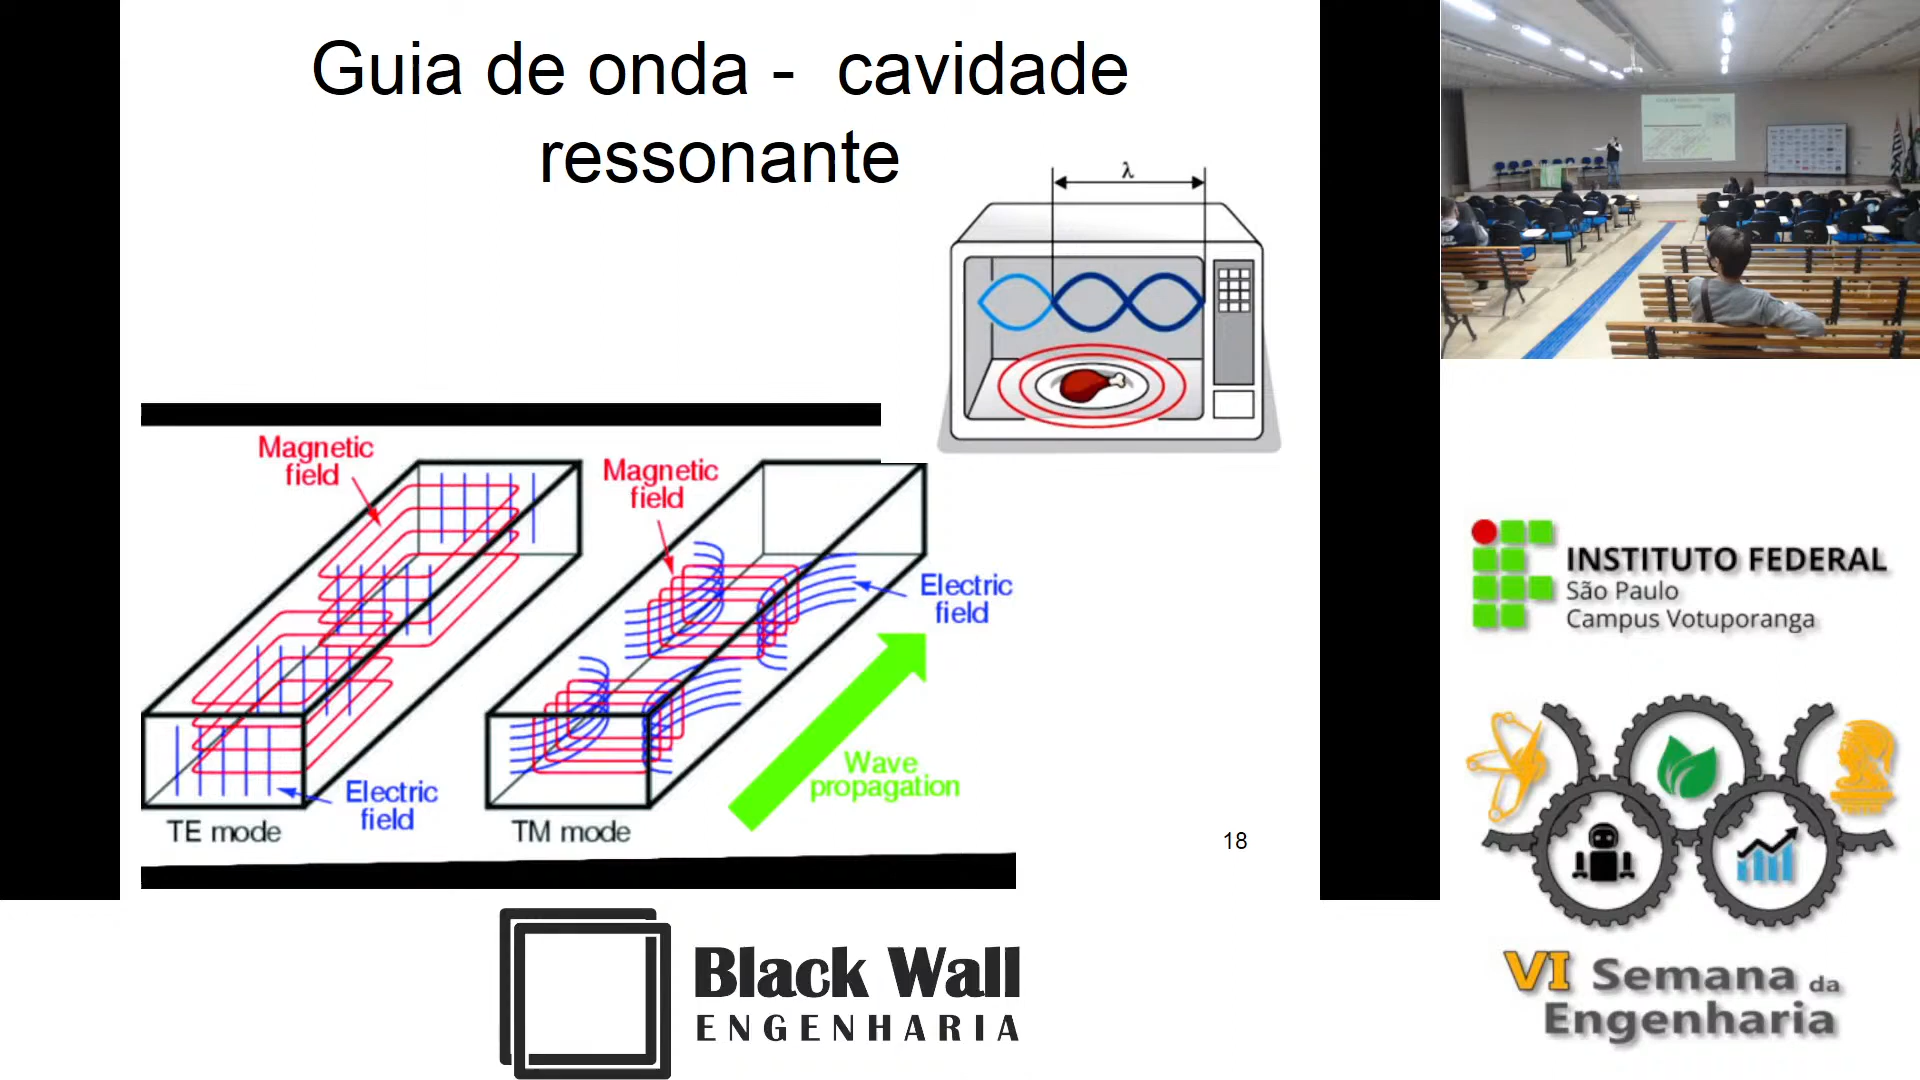 Guia de onda - cavidade
ressonante
λ
Magnetic
field
Magnetic
field
Electric
field
Electric
field
Wave
propagation
TE mode
TM mode
18
Black Wall
ENGENHARIA
INSTITUTO FEDERAL
São Paulo
Campus Votuporanga
VI Semana da
Engenharia